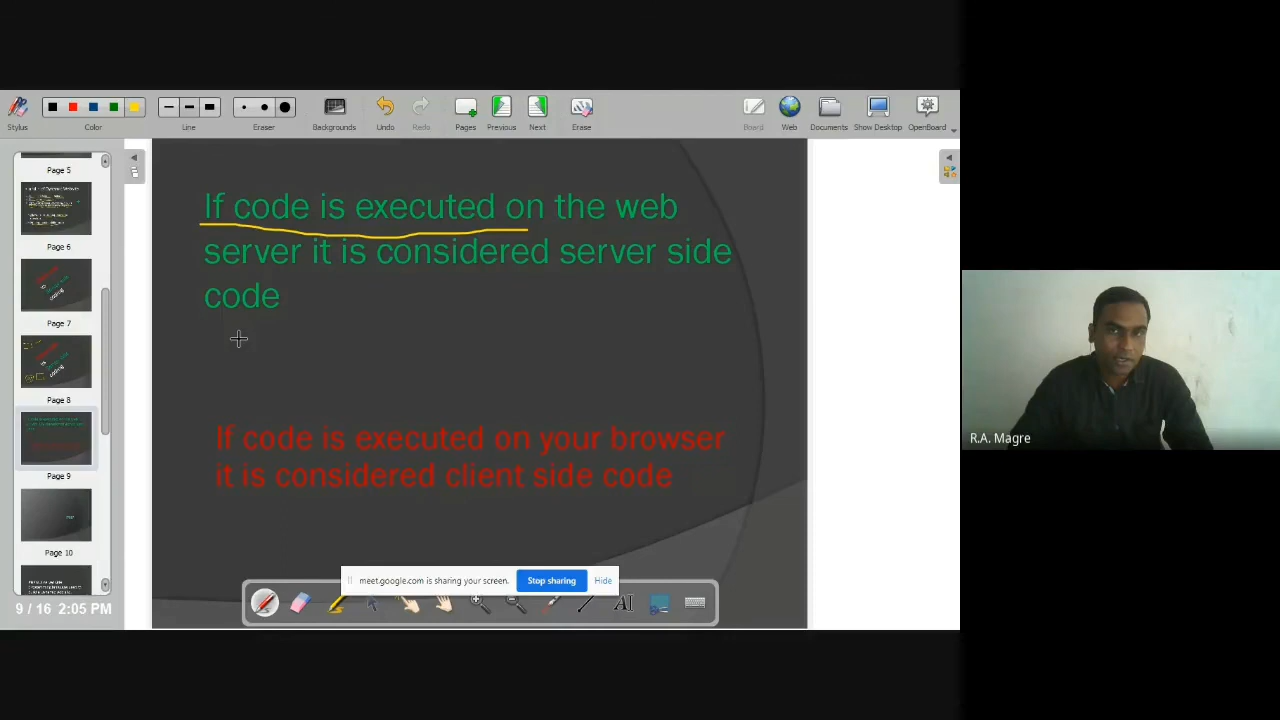 Stylus
Color
Line
Eraser
Backgrounds
Undo
Redo
Pages
Previous
Next
Erase
Board
Web
Documents
Show Desktop
OpenBoard
Page 5
Page 6
Page 7
Page 8
Page 9
Page 10
9 / 16 2:05 PM
If code is executed on the web
server it is considered server side
code
If code is executed on your browser
it is considered client side code
meet.google.com is sharing your screen.
Stop sharing
Hide
R.A. Magre